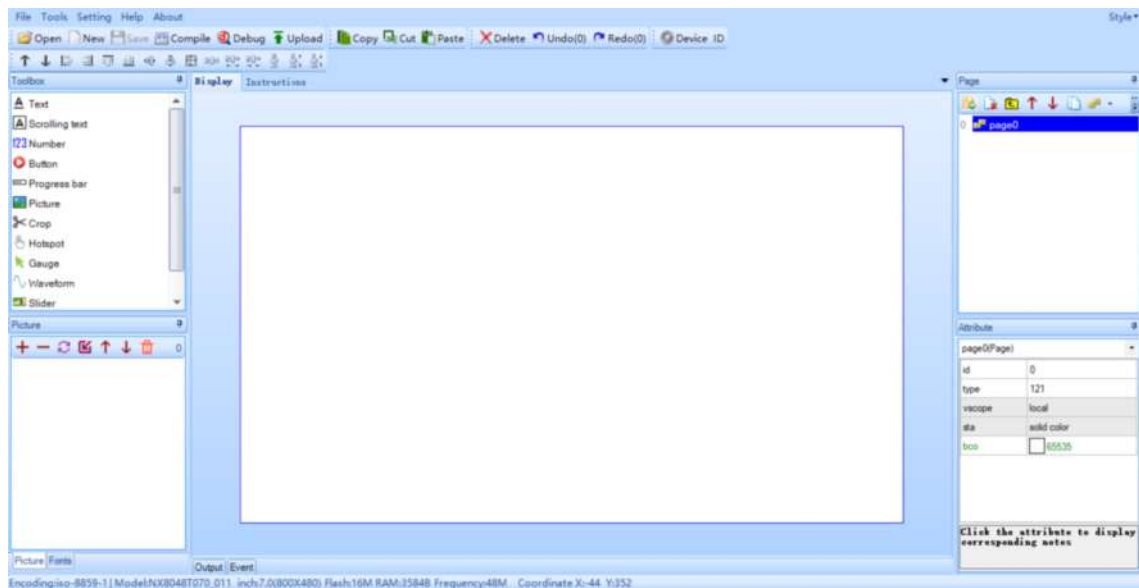 File Tools Setting Help About Style
Open New Save Compile Debug Upload Copy Cut Paste Delete Undo(0) Redo(0) Device ID
Toolbox
Text
Scrolling text
123 Number
Button
Progress bar
Picture
Crop
Hotspot
Gauge
Waveform
Slider
Picture
0
Picture Fonts
Display Instructions
Output Event
Page
0 page0
Attribute
page0(Page)
id 0
type 121
vscope local
sta solid color
bco 65535
Click the attribute to display
corresponding notes
Encoding:iso-8859-1 | Model:NX8048T070_011 inch:7.0(800X480) Flash:16M RAM:3584B Frequency:48M Coordinate X:-44 Y:352